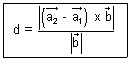 d = |(a₂⃗ - a₁⃗) x b⃗| / |b⃗|